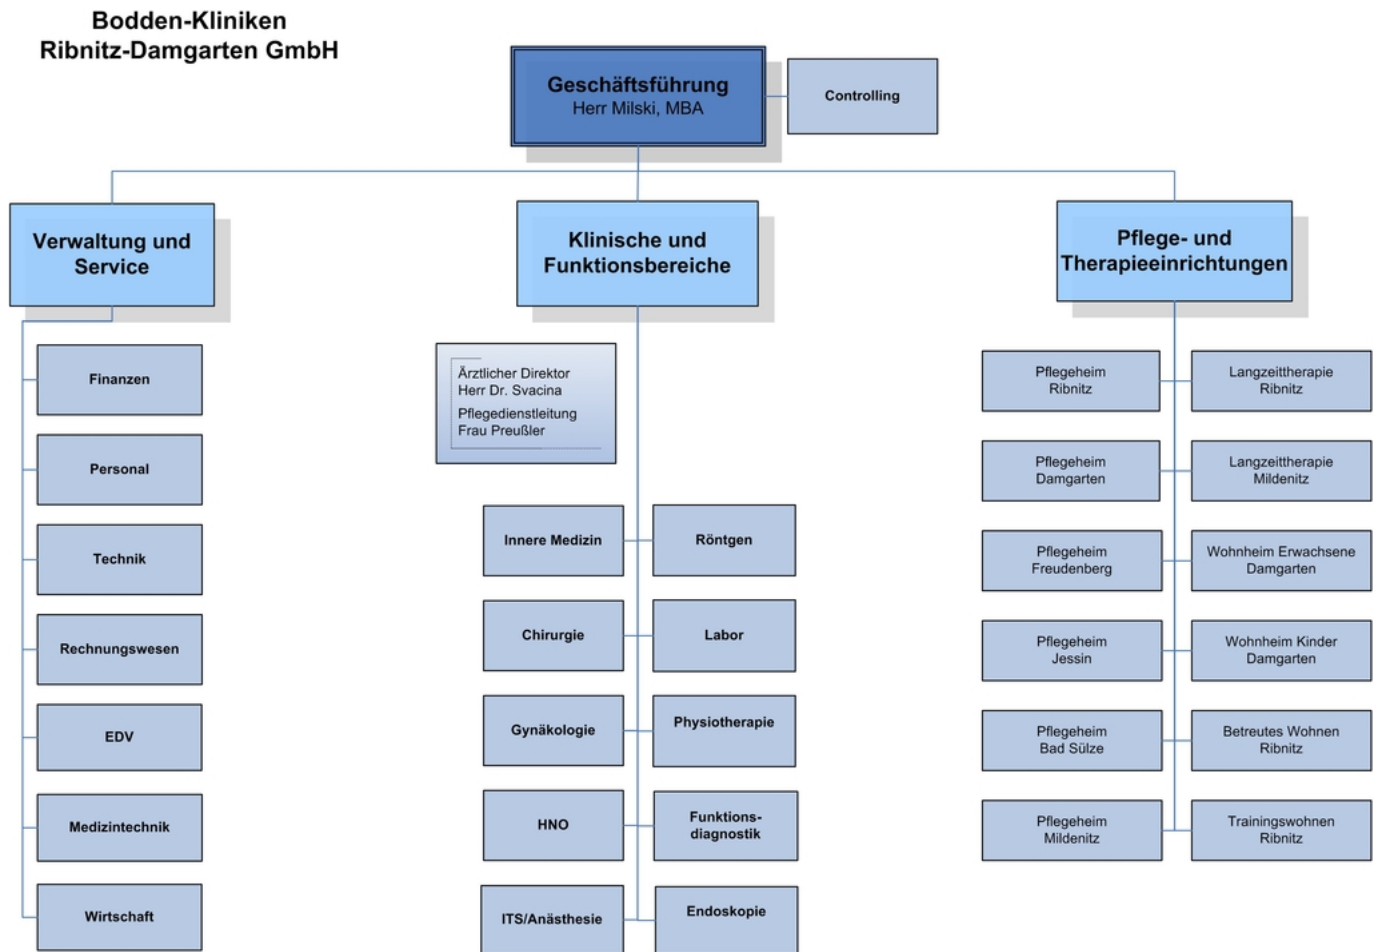 Bodden-Kliniken
Ribnitz-Damgarten GmbH
Geschäftsführung
Herr Milski, MBA
Controlling
Verwaltung und
Service
Finanzen
Personal
Technik
Rechnungswesen
EDV
Medizintechnik
Wirtschaft
Klinische und
Funktionsbereiche
Ärztlicher Direktor
Herr Dr. Svacina
Pflegedienstleitung
Frau Preußler
Innere Medizin
Röntgen
Chirurgie
Labor
Gynäkologie
Physiotherapie
HNO
Funktions-
diagnostik
ITS/Anästhesie
Endoskopie
Pflege- und
Therapieeinrichtungen
Pflegeheim
Ribnitz
Langzeittherapie
Ribnitz
Pflegeheim
Damgarten
Langzeittherapie
Mildenitz
Pflegeheim
Freudenberg
Wohnheim Erwachsene
Damgarten
Pflegeheim
Jessin
Wohnheim Kinder
Damgarten
Pflegeheim
Bad Sülze
Betreutes Wohnen
Ribnitz
Pflegeheim
Mildenitz
Trainingswohnen
Ribnitz